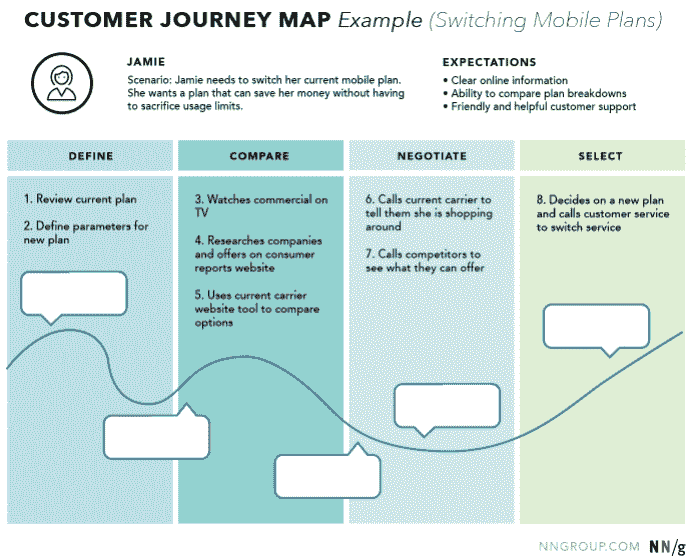 CUSTOMER JOURNEY MAP Example (Switching Mobile Plans)
JAMIE
Scenario: Jamie needs to switch her current mobile plan.
She wants a plan that can save her money without having
to sacrifice usage limits.
EXPECTATIONS
• Clear online information
• Ability to compare plan breakdowns
• Friendly and helpful customer support
DEFINE
1. Review current plan
2. Define parameters for
new plan
COMPARE
3. Watches commercial on
TV
4. Researches companies
and offers on consumer
reports website
5. Uses current carrier
website tool to compare
options
NEGOTIATE
6. Calls current carrier to
tell them she is shopping
around
7. Calls competitors to
see what they can offer
SELECT
8. Decides on a new plan
and calls customer service
to switch service
NNGROUP.COM NN/g